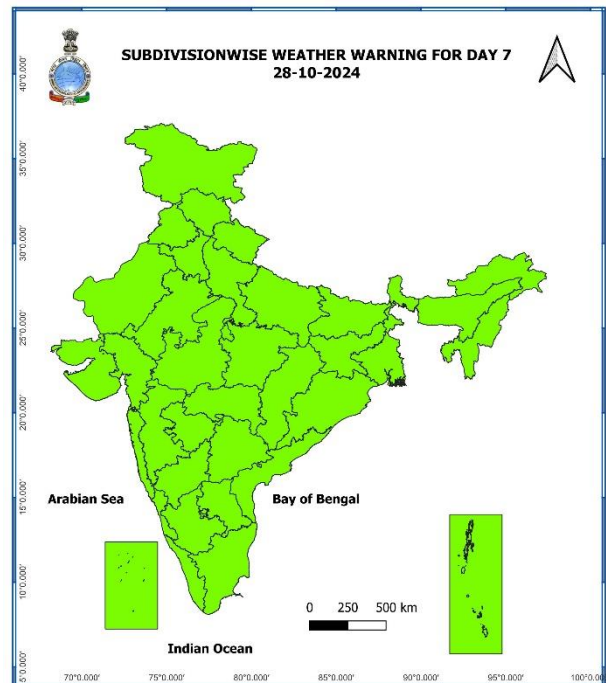 SUBDIVISIONWISE WEATHER WARNING FOR DAY 7
28-10-2024
40°0.000'
35°0.000'
30°0.000'
25°0.000'
20°0.000'
15°0.000'
10°0.000'
5°0.000'
Arabian Sea
Bay of Bengal
0 250 500 km
Indian Ocean
70°0.000' 75°0.000' 80°0.000' 85°0.000' 90°0.000' 95°0.000' 100°0.000'